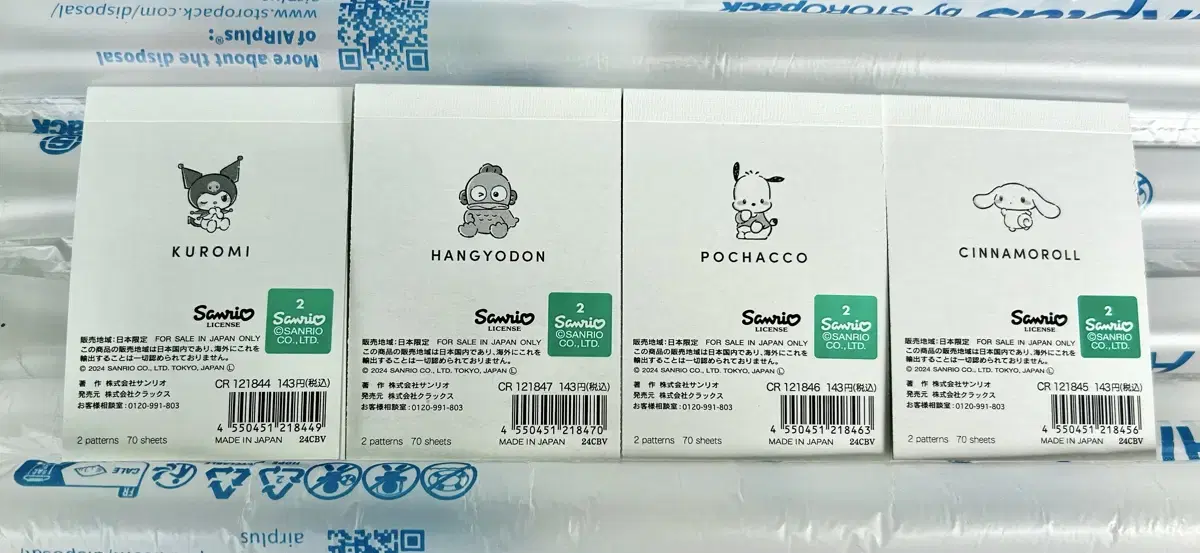 www.storopack.com/
disposal/
of AIRplus®:
More about the disposal
airplus by STOROpack
KUROMI
Sanrio
LICENSE
2
Sanrio
©SANRIO
CO., LTD.
販売地域:日本限定 FOR SALE IN JAPAN ONLY
この商品の販売地域は日本国内であり、海外にこれを
輸出することは一切認められておりません。
© 2024 SANRIO CO., LTD. TOKYO, JAPAN Ⓛ
著 作 株式会社サンリオ
発売元 株式会社クラックス
お客様相談室:0120-991-803
CR 121844 143円(税込)
4 550451 218449
2 patterns 70 sheets
MADE IN JAPAN 24CBV
HANGYODON
Sanrio
LICENSE
2
Sanrio
©SANRIO
CO., LTD.
販売地域:日本限定 FOR SALE IN JAPAN ONLY
この商品の販売地域は日本国内であり、海外にこれを
輸出することは一切認められておりません。
© 2024 SANRIO CO., LTD. TOKYO, JAPAN Ⓛ
著 作 株式会社サンリオ
発売元 株式会社クラックス
お客様相談室:0120-991-803
CR 121847 143円(税込)
4 550451 218470
2 patterns 70 sheets
MADE IN JAPAN 24CBV
POCHACCO
Sanrio
LICENSE
2
Sanrio
©SANRIO
CO., LTD.
販売地域:日本限定 FOR SALE IN JAPAN ONLY
この商品の販売地域は日本国内であり、海外にこれを
輸出することは一切認められておりません。
© 2024 SANRIO CO., LTD. TOKYO, JAPAN Ⓛ
著 作 株式会社サンリオ
発売元 株式会社クラックス
お客様相談室:0120-991-803
CR 121846 143円(税込)
4 550451 218463
2 patterns 70 sheets
MADE IN JAPAN 24CBV
CINNAMOROLL
Sanrio
LICENSE
2
Sanrio
©SANRIO
CO., LTD.
販売地域:日本限定 FOR SALE IN JAPAN ONLY
この商品の販売地域は日本国内であり、海外にこれを
輸出することは一切認められておりません。
© 2024 SANRIO CO., LTD. TOKYO, JAPAN Ⓛ
著 作 株式会社サンリオ
発売元 株式会社クラックス
お客様相談室:0120-991-803
CR 121845 143円(税込)
4 550451 218456
2 patterns 70 sheets
MADE IN JAPAN 24CBV
FR
airplus